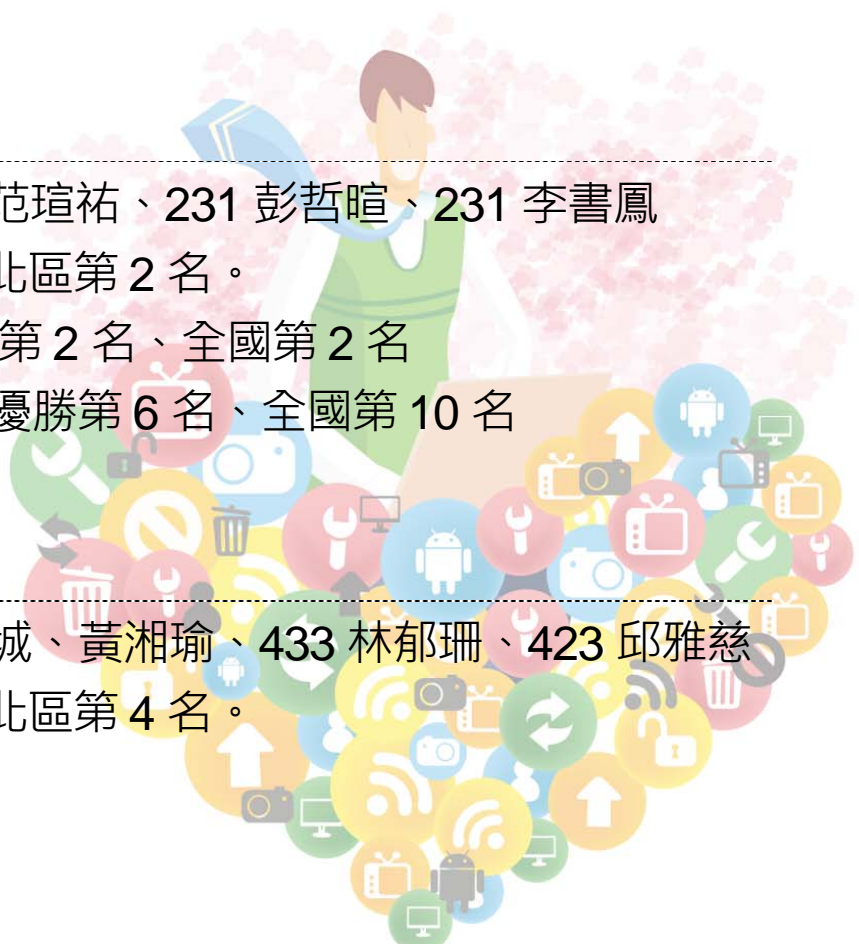 范瑄祐、231 彭哲暄、231 李書鳳
北區第 2 名。
第 2 名、全國第 2 名
優勝第 6 名、全國第 10 名
、黃湘瑜、433 林郁珊、423 邱雅慈
北區第 4 名。